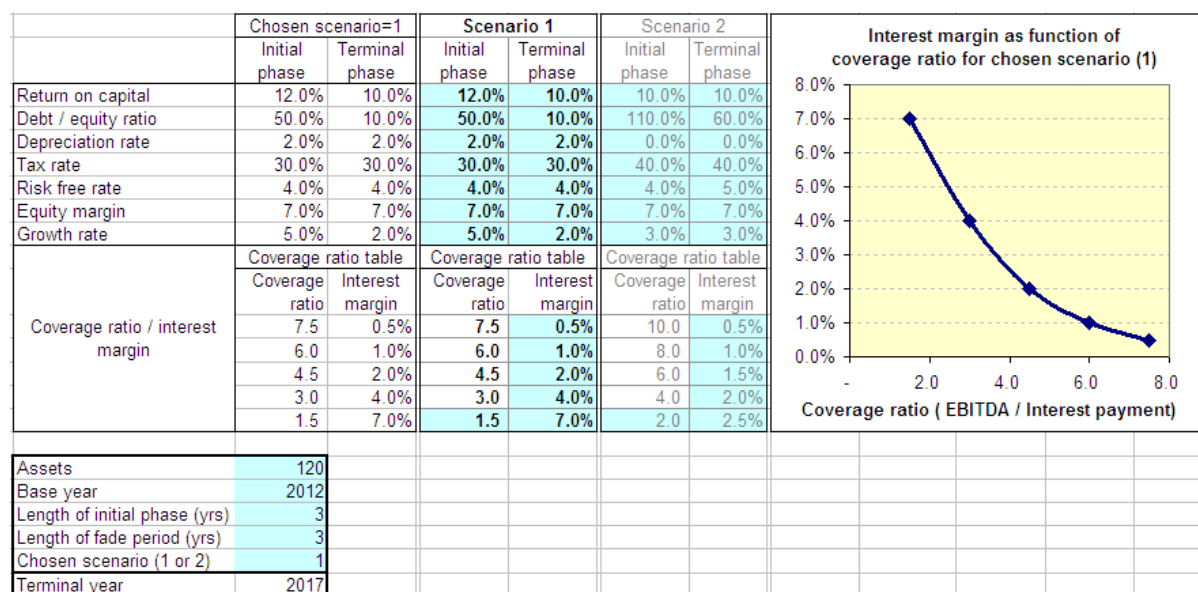 Chosen scenario=1 Scenario 1 Scenario 2
Initial Terminal Initial Terminal Initial Terminal
phase phase phase phase phase phase
Return on capital 12.0% 10.0% 12.0% 10.0% 10.0% 10.0%
Debt / equity ratio 50.0% 10.0% 50.0% 10.0% 110.0% 60.0%
Depreciation rate 2.0% 2.0% 2.0% 2.0% 0.0% 0.0%
Tax rate 30.0% 30.0% 30.0% 30.0% 40.0% 40.0%
Risk free rate 4.0% 4.0% 4.0% 4.0% 4.0% 5.0%
Equity margin 7.0% 7.0% 7.0% 7.0% 7.0% 7.0%
Growth rate 5.0% 2.0% 5.0% 2.0% 3.0% 3.0%
Coverage ratio table Coverage ratio table Coverage ratio table
Coverage Interest Coverage Interest Coverage Interest
ratio margin ratio margin ratio margin
Coverage ratio / interest
margin
7.5 0.5% 7.5 0.5% 10.0 0.5%
6.0 1.0% 6.0 1.0% 8.0 1.0%
4.5 2.0% 4.5 2.0% 6.0 1.5%
3.0 4.0% 3.0 4.0% 4.0 2.0%
1.5 7.0% 1.5 7.0% 2.0 2.5%
Interest margin as function of
coverage ratio for chosen scenario (1)
8.0%
7.0%
6.0%
5.0%
4.0%
3.0%
2.0%
1.0%
0.0%
- 2.0 4.0 6.0 8.0
Coverage ratio ( EBITDA / Interest payment)
Assets 120
Base year 2012
Length of initial phase (yrs) 3
Length of fade period (yrs) 3
Chosen scenario (1 or 2) 1
Terminal year 2017